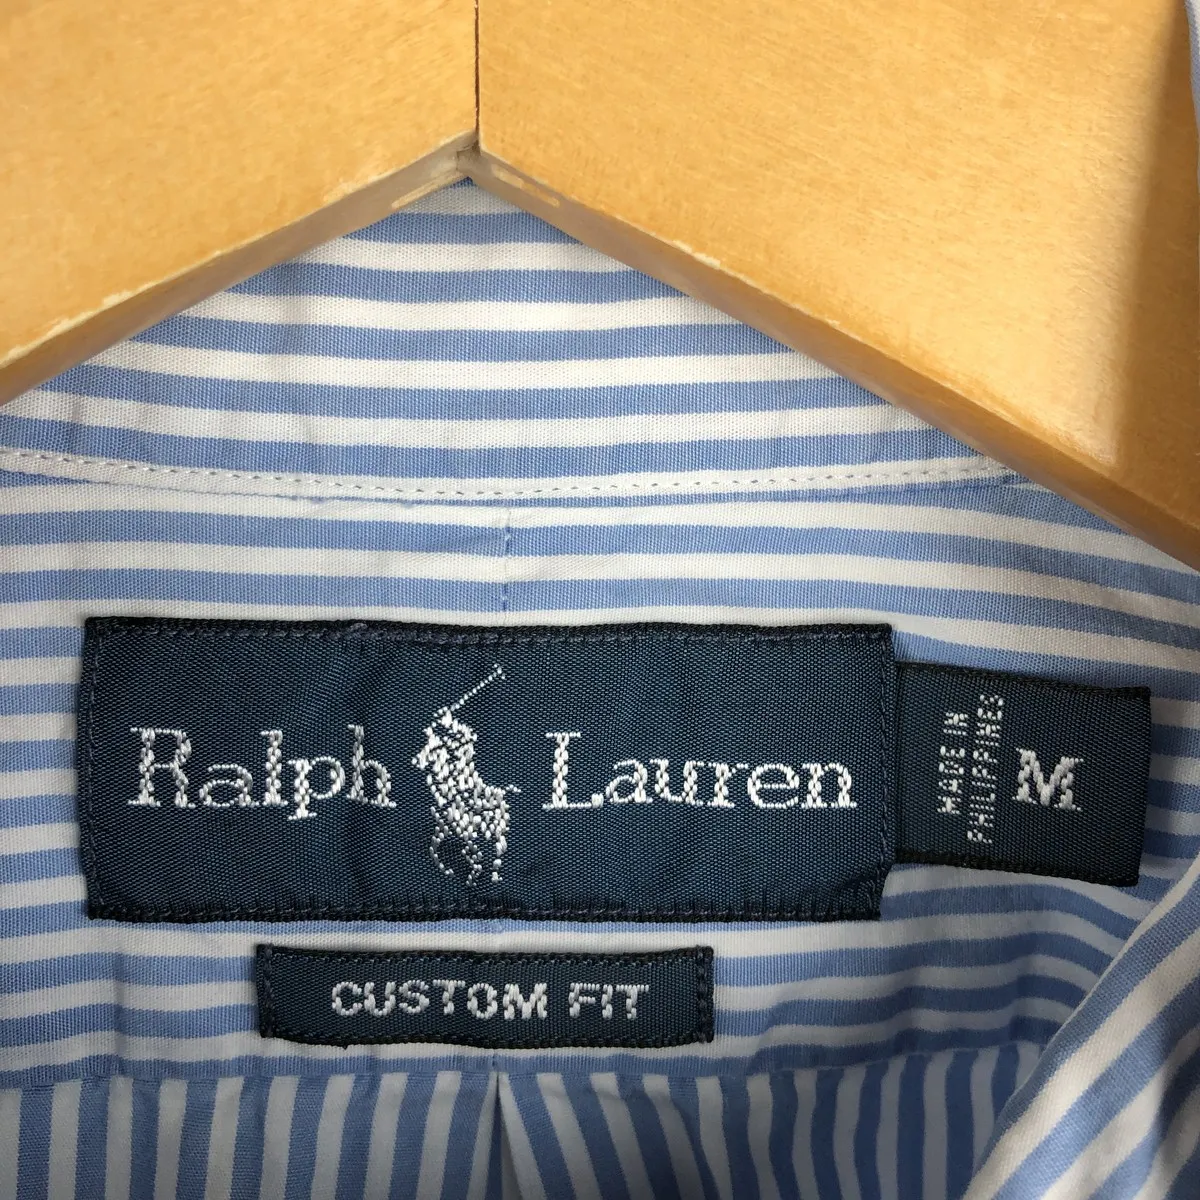 Ralph Lauren
MADE IN
PHILIPPINES
M
CUSTOM FIT